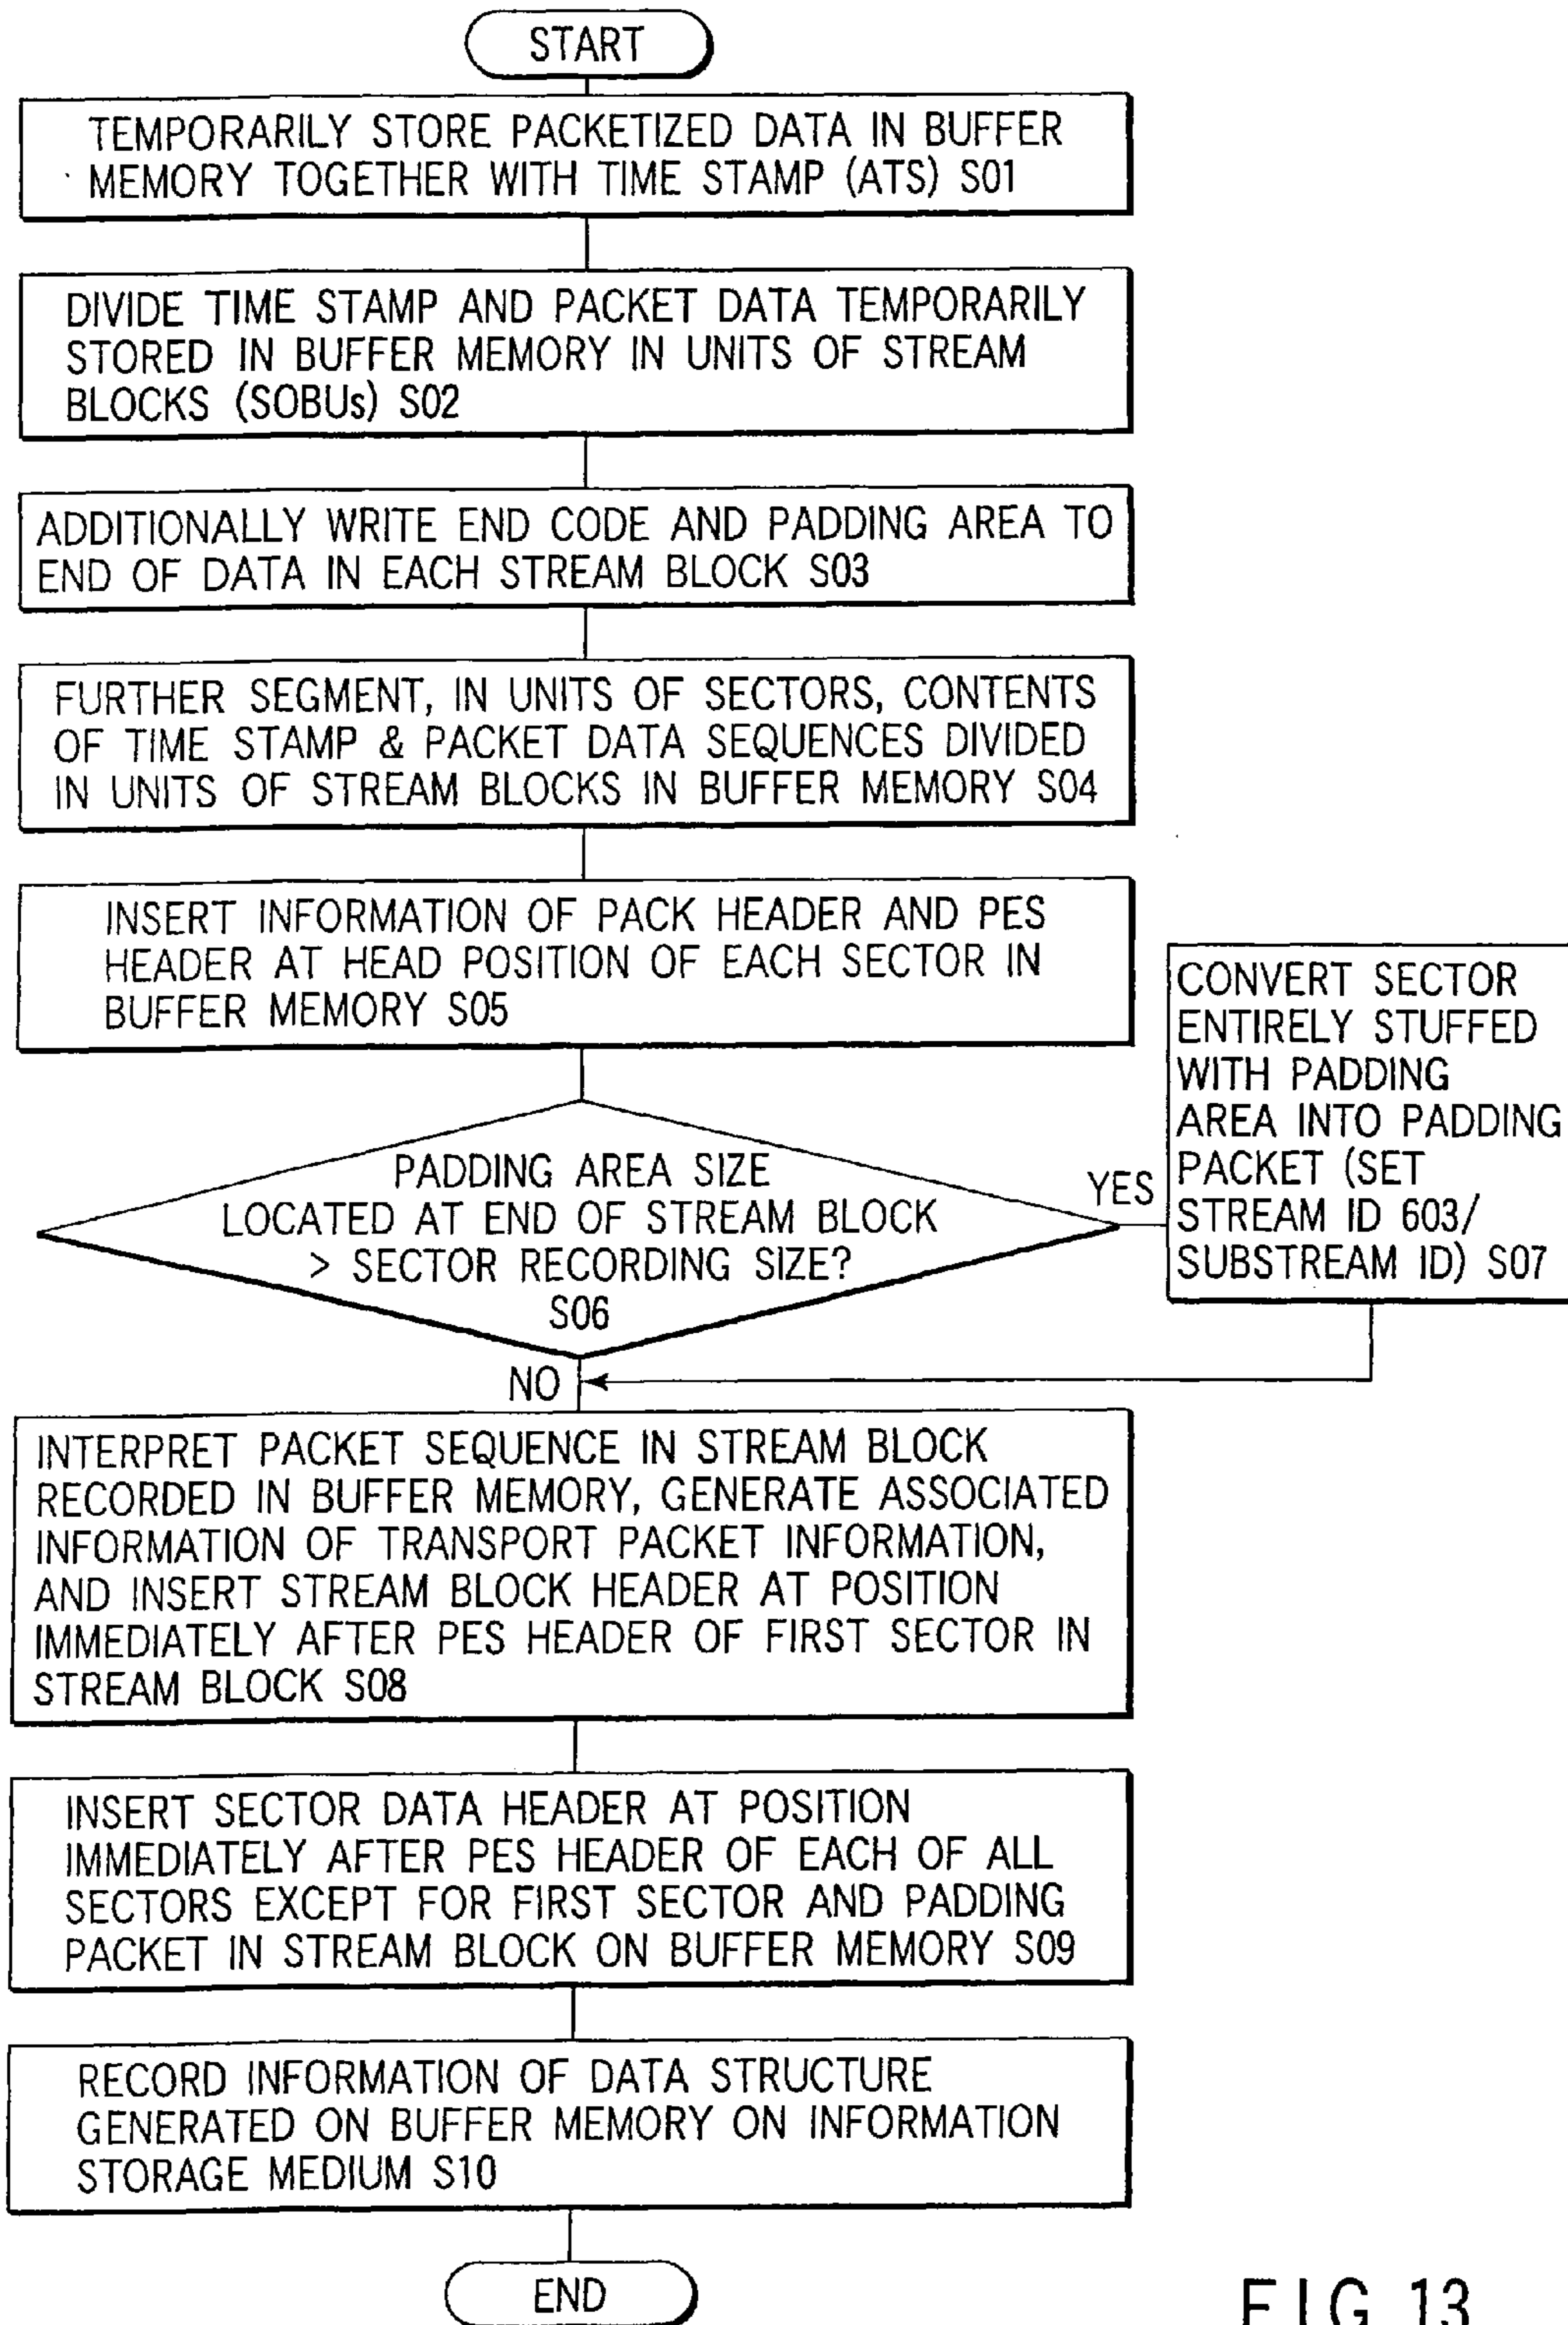 START
TEMPORARILY STORE PACKETIZED DATA IN BUFFER
MEMORY TOGETHER WITH TIME STAMP (ATS) S01
DIVIDE TIME STAMP AND PACKET DATA TEMPORARILY
STORED IN BUFFER MEMORY IN UNITS OF STREAM
BLOCKS (SOBUs) S02
ADDITIONALLY WRITE END CODE AND PADDING AREA TO
END OF DATA IN EACH STREAM BLOCK S03
FURTHER SEGMENT, IN UNITS OF SECTORS, CONTENTS
OF TIME STAMP & PACKET DATA SEQUENCES DIVIDED
IN UNITS OF STREAM BLOCKS IN BUFFER MEMORY S04
INSERT INFORMATION OF PACK HEADER AND PES
HEADER AT HEAD POSITION OF EACH SECTOR IN
BUFFER MEMORY S05
PADDING AREA SIZE
LOCATED AT END OF STREAM BLOCK
> SECTOR RECORDING SIZE?
S06
YES
CONVERT SECTOR
ENTIRELY STUFFED
WITH PADDING
AREA INTO PADDING
PACKET (SET
STREAM ID 603/
SUBSTREAM ID) S07
NO
INTERPRET PACKET SEQUENCE IN STREAM BLOCK
RECORDED IN BUFFER MEMORY, GENERATE ASSOCIATED
INFORMATION OF TRANSPORT PACKET INFORMATION,
AND INSERT STREAM BLOCK HEADER AT POSITION
IMMEDIATELY AFTER PES HEADER OF FIRST SECTOR IN
STREAM BLOCK S08
INSERT SECTOR DATA HEADER AT POSITION
IMMEDIATELY AFTER PES HEADER OF EACH OF ALL
SECTORS EXCEPT FOR FIRST SECTOR AND PADDING
PACKET IN STREAM BLOCK ON BUFFER MEMORY S09
RECORD INFORMATION OF DATA STRUCTURE
GENERATED ON BUFFER MEMORY ON INFORMATION
STORAGE MEDIUM S10
END
FIG 13